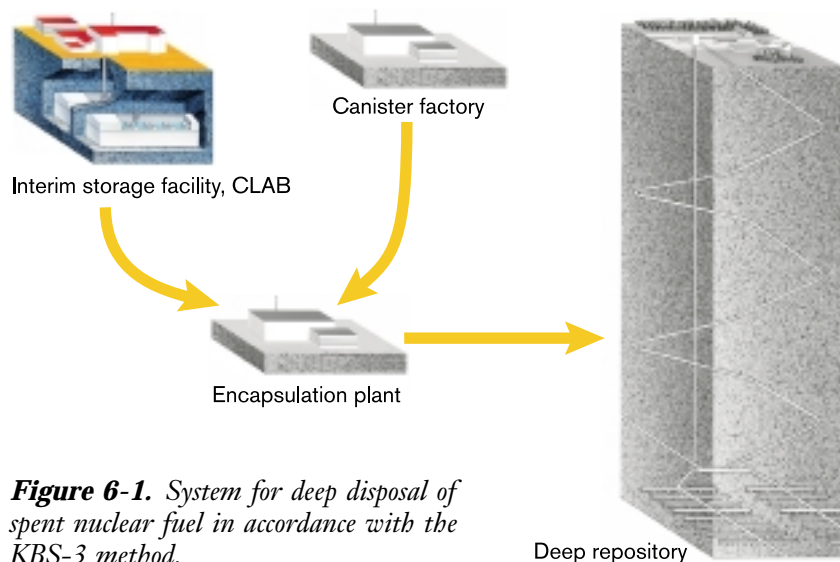 Canister factory
Interim storage facility, CLAB
Encapsulation plant
Figure 6-1. System for deep disposal of
spent nuclear fuel in accordance with the
KBS-3 method.
Deep repository